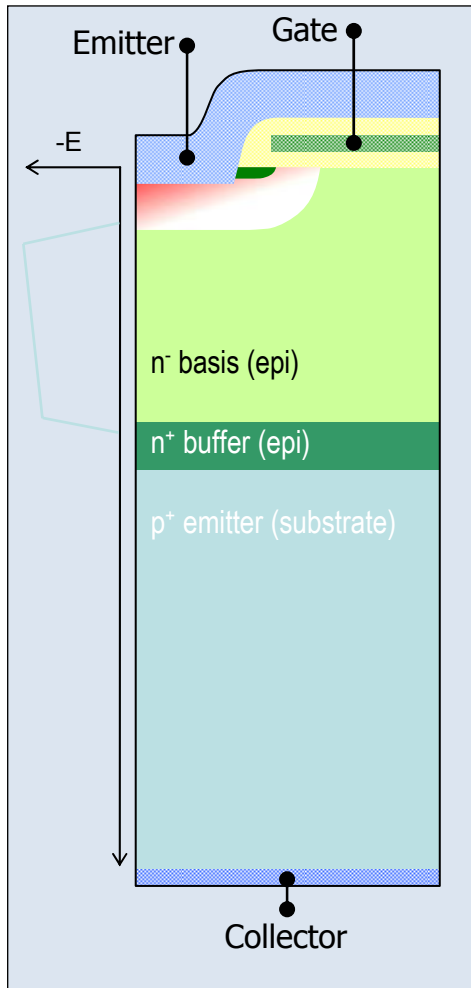 Emitter
Gate
-E
n⁻ basis (epi)
n⁺ buffer (epi)
p⁺ emitter (substrate)
Collector